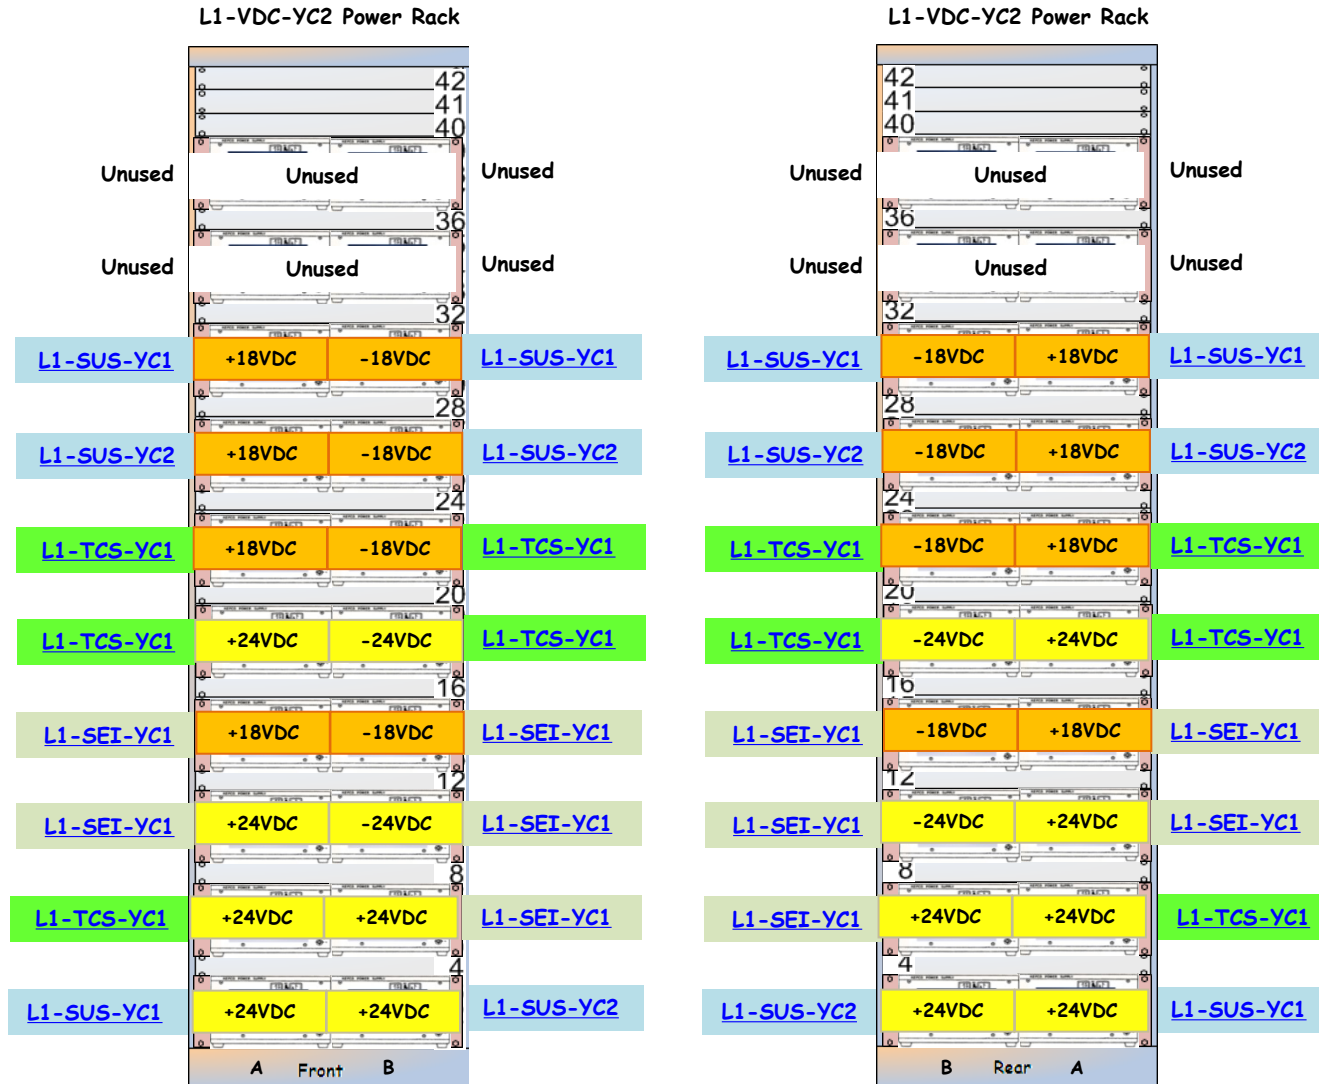 L1-VDC-YC2 Power Rack
42
41
40
Unused Unused Unused
36
Unused Unused Unused
32
L1-SUS-YC1 +18VDC -18VDC L1-SUS-YC1
28
L1-SUS-YC2 +18VDC -18VDC L1-SUS-YC2
24
L1-TCS-YC1 +18VDC -18VDC L1-TCS-YC1
20
L1-TCS-YC1 +24VDC -24VDC L1-TCS-YC1
16
L1-SEI-YC1 +18VDC -18VDC L1-SEI-YC1
12
L1-SEI-YC1 +24VDC -24VDC L1-SEI-YC1
8
L1-TCS-YC1 +24VDC +24VDC L1-SEI-YC1
4
L1-SUS-YC1 +24VDC +24VDC L1-SUS-YC2
A Front B
L1-VDC-YC2 Power Rack
42
41
40
Unused Unused Unused
36
Unused Unused Unused
32
L1-SUS-YC1 -18VDC +18VDC L1-SUS-YC1
28
L1-SUS-YC2 -18VDC +18VDC L1-SUS-YC2
24
L1-TCS-YC1 -18VDC +18VDC L1-TCS-YC1
20
L1-TCS-YC1 -24VDC +24VDC L1-TCS-YC1
16
L1-SEI-YC1 -18VDC +18VDC L1-SEI-YC1
12
L1-SEI-YC1 -24VDC +24VDC L1-SEI-YC1
8
L1-SEI-YC1 +24VDC +24VDC L1-TCS-YC1
4
L1-SUS-YC2 +24VDC +24VDC L1-SUS-YC1
B Rear A